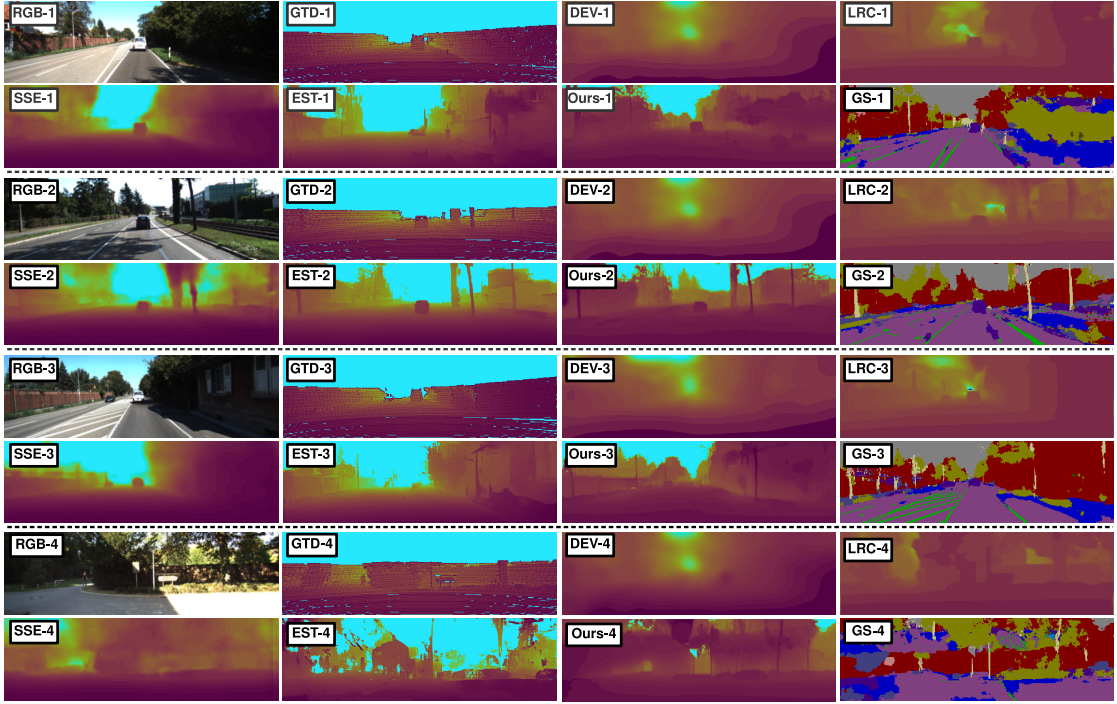 RGB-1 GTD-1 DEV-1 LRC-1
SSE-1 EST-1 Ours-1 GS-1
RGB-2 GTD-2 DEV-2 LRC-2
SSE-2 EST-2 Ours-2 GS-2
RGB-3 GTD-3 DEV-3 LRC-3
SSE-3 EST-3 Ours-3 GS-3
RGB-4 GTD-4 DEV-4 LRC-4
SSE-4 EST-4 Ours-4 GS-4